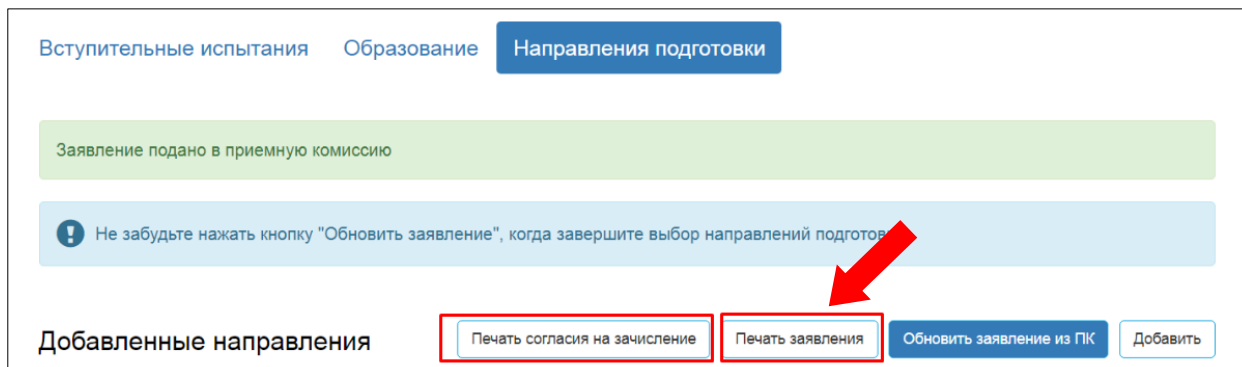 Вступительные испытания Образование Направления подготовки
Заявление подано в приемную комиссию
Не забудьте нажать кнопку "Обновить заявление", когда завершите выбор направлений
Добавленные направления Печать согласия на зачисление Печать заявления Обновить заявление из ПК Добавить